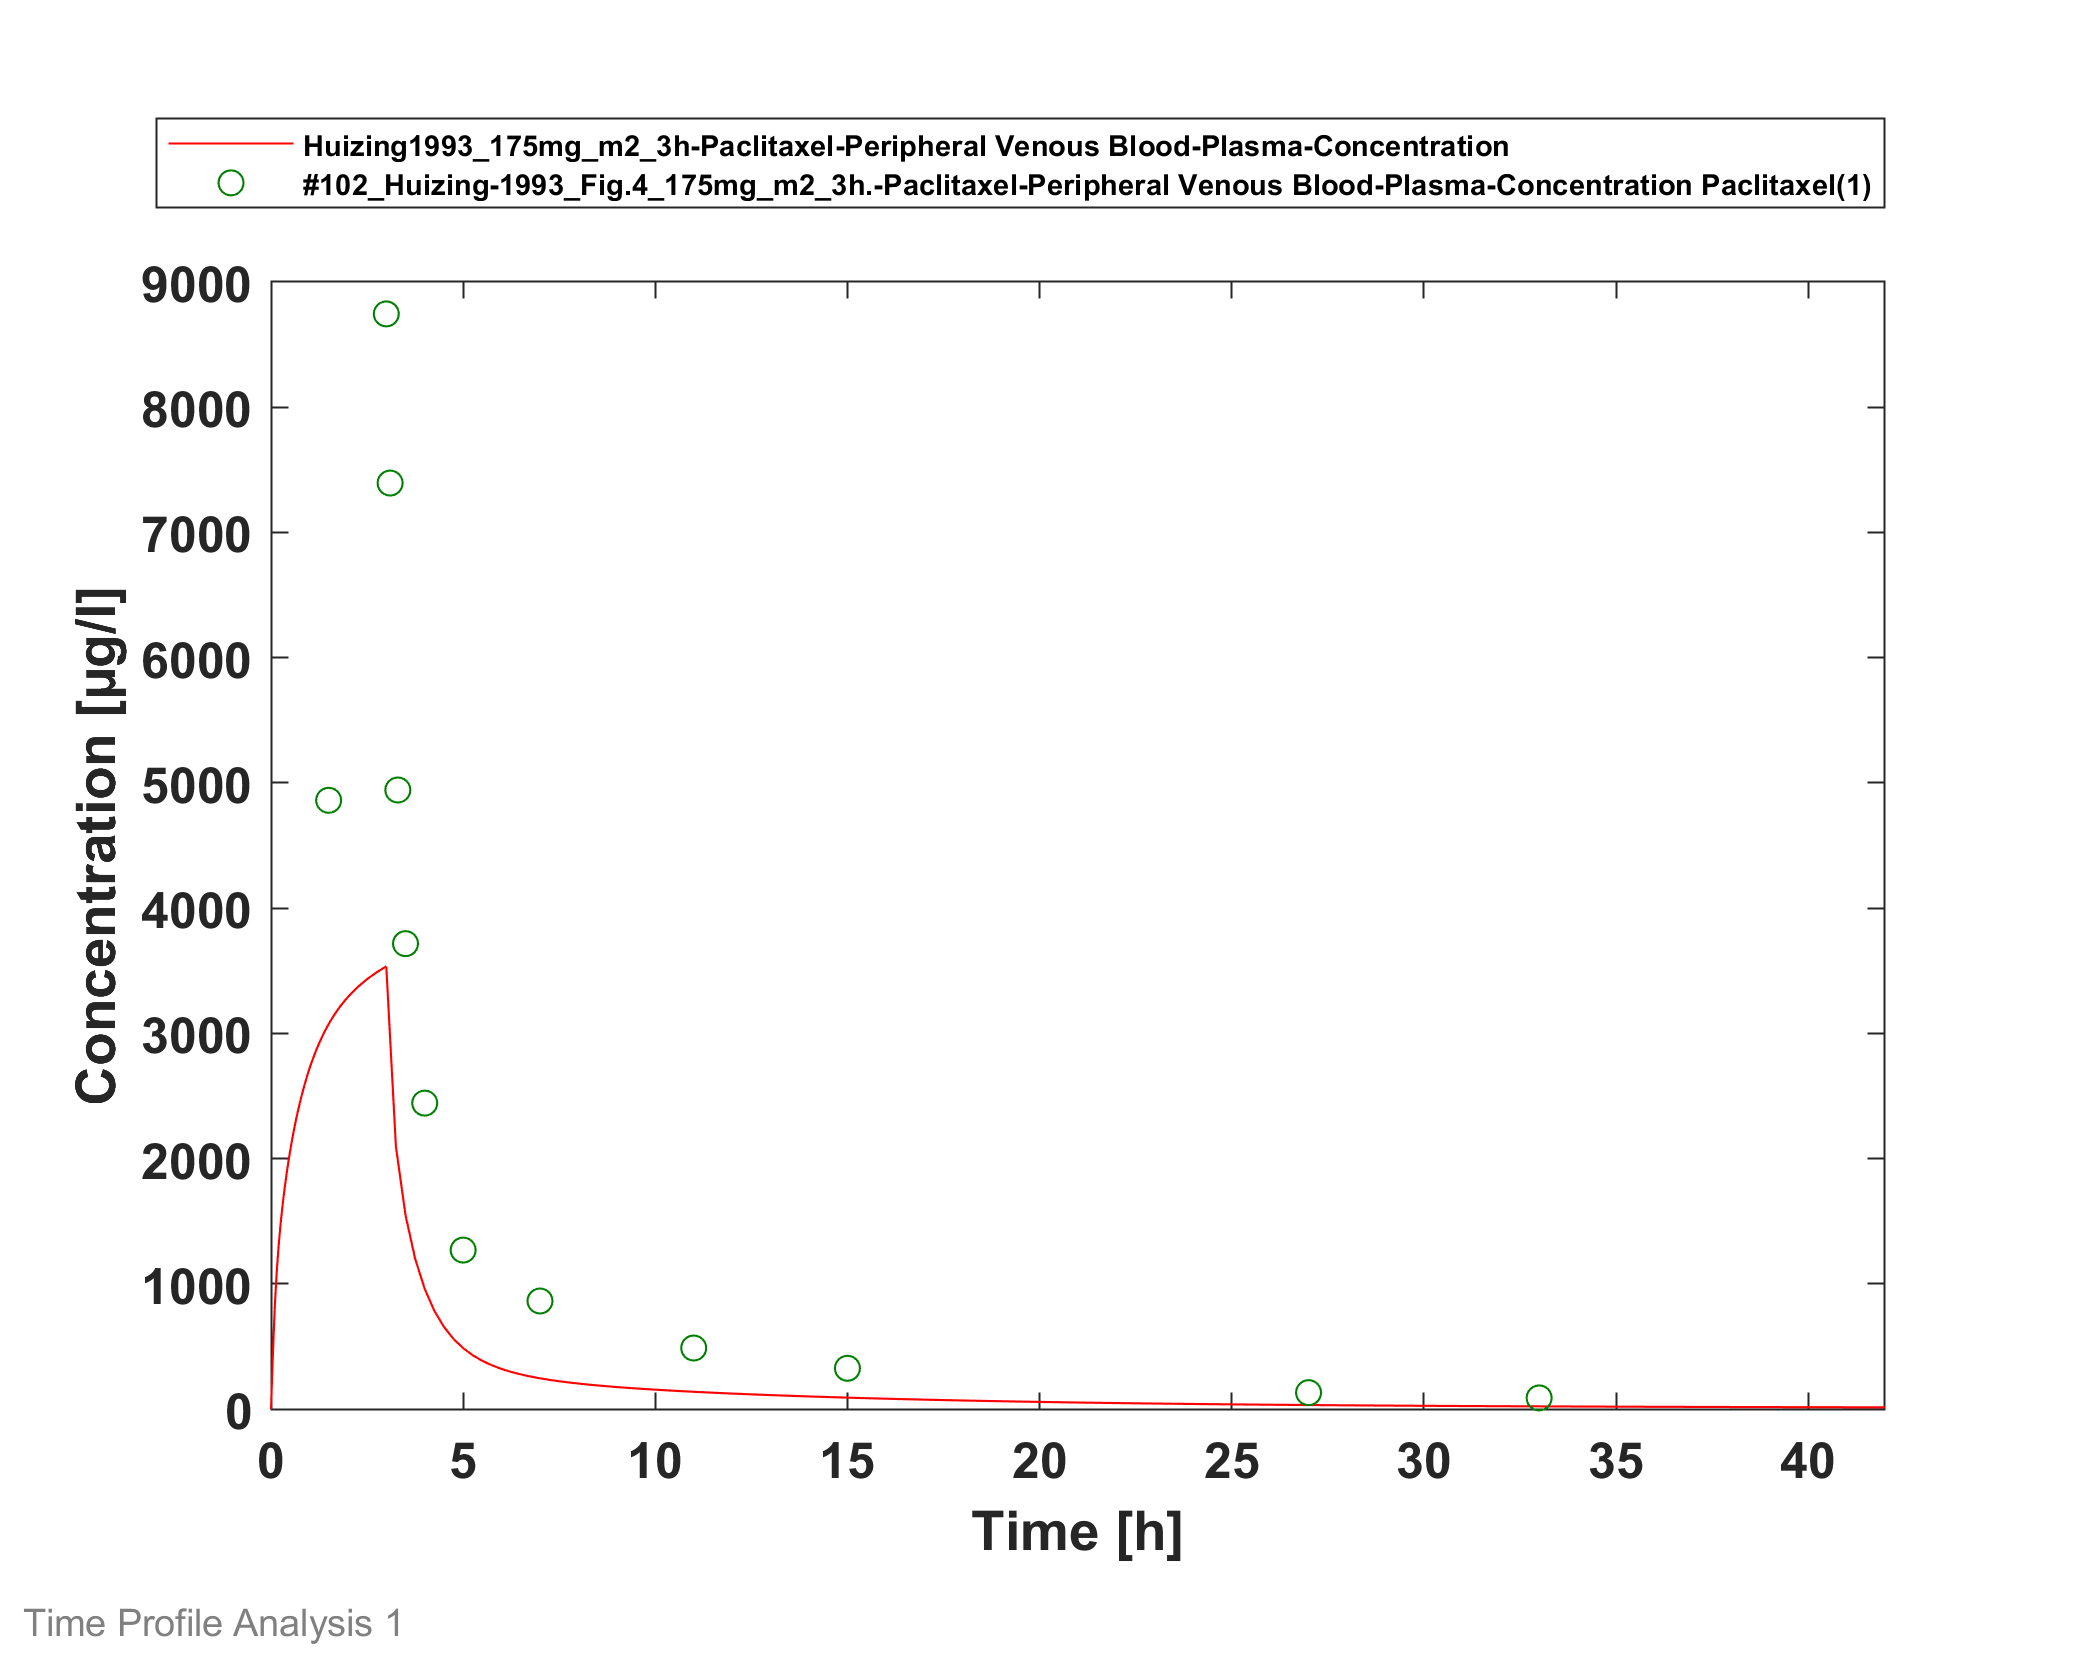 Huizing1993_175mg_m2_3h-Paclitaxel-Peripheral Venous Blood-Plasma-Concentration
#102_Huizing-1993_Fig.4_175mg_m2_3h.-Paclitaxel-Peripheral Venous Blood-Plasma-Concentration Paclitaxel(1)
9000
8000
7000
6000
5000
4000
3000
2000
1000
0
Concentration [µg/l]
0 5 10 15 20 25 30 35 40
Time [h]
Time Profile Analysis 1